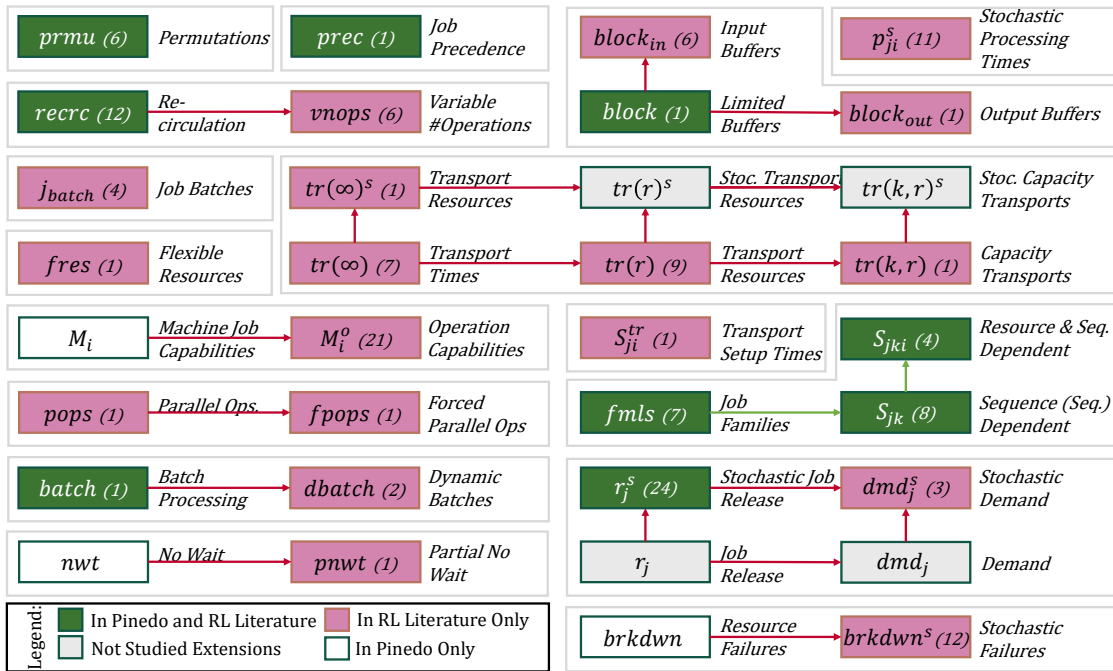 prmu (6) Permutations
prec (1) Job Precedence
block_in (6) Input Buffers
p_ji^s (11) Stochastic Processing Times
recrc (12) Re-circulation
vnops (6) Variable #Operations
block (1) Limited Buffers
block_out (1) Output Buffers
j_batch (4) Job Batches
tr(∞)^s (1) Transport Resources
tr(r)^s Stoc. Transpor Resources
tr(k,r)^s Stoc. Capacity Transports
fres (1) Flexible Resources
tr(∞) (7) Transport Times
tr(r) (9) Transport Resources
tr(k,r) (1) Capacity Transports
M_i Machine Job Capabilities
M_i^o (21) Operation Capabilities
S_ji^tr (1) Transport Setup Times
S_jki (4) Resource & Seq. Dependent
pops (1) Parallel Ops.
fpops (1) Forced Parallel Ops
fmls (7) Job Families
S_jk (8) Sequence (Seq.) Dependent
batch (1) Batch Processing
dbatch (2) Dynamic Batches
r_j^s (24) Stochastic Job Release
dmd_j^s (3) Stochastic Demand
nwt No Wait
pnwt (1) Partial No Wait
r_j Job Release
dmd_j Demand
Legend:
In Pinedo and RL Literature
In RL Literature Only
Not Studied Extensions
In Pinedo Only
brkdwn Resource Failures
brkdwn^s (12) Stochastic Failures